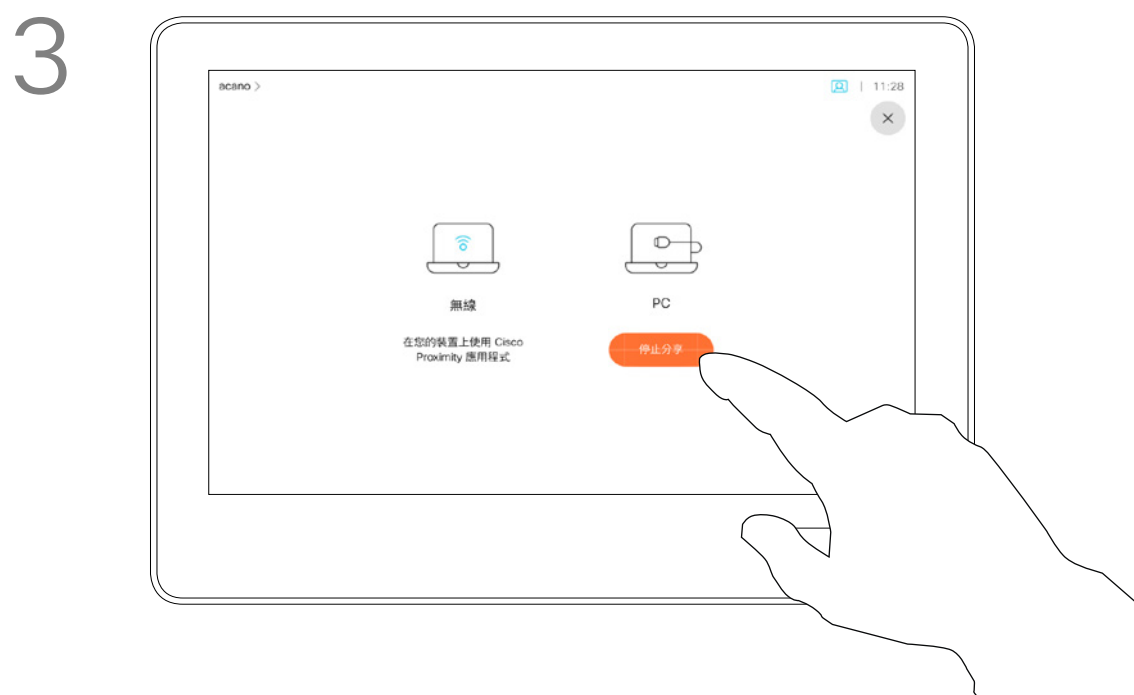 3
acano >
| 11:28
無線
PC
在您的裝置上使用 Cisco
Proximity 應用程式
停止分享